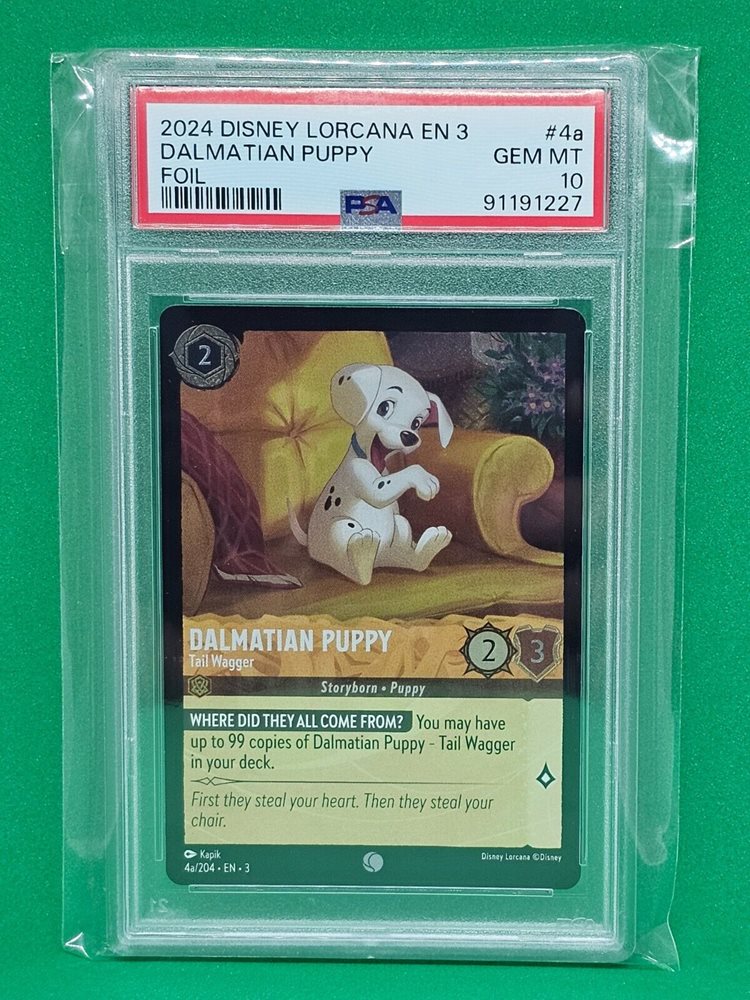 2024 DISNEY LORCANA EN 3 #4a
DALMATIAN PUPPY GEM MT
FOIL 10
PSA 91191227
2
DALMATIAN PUPPY
Tail Wagger
2 3
Storyborn • Puppy
WHERE DID THEY ALL COME FROM? You may have
up to 99 copies of Dalmatian Puppy - Tail Wagger
in your deck.
First they steal your heart. Then they steal your
chair.
Kapik
4a/204 • EN • 3
Disney Lorcana ©Disney